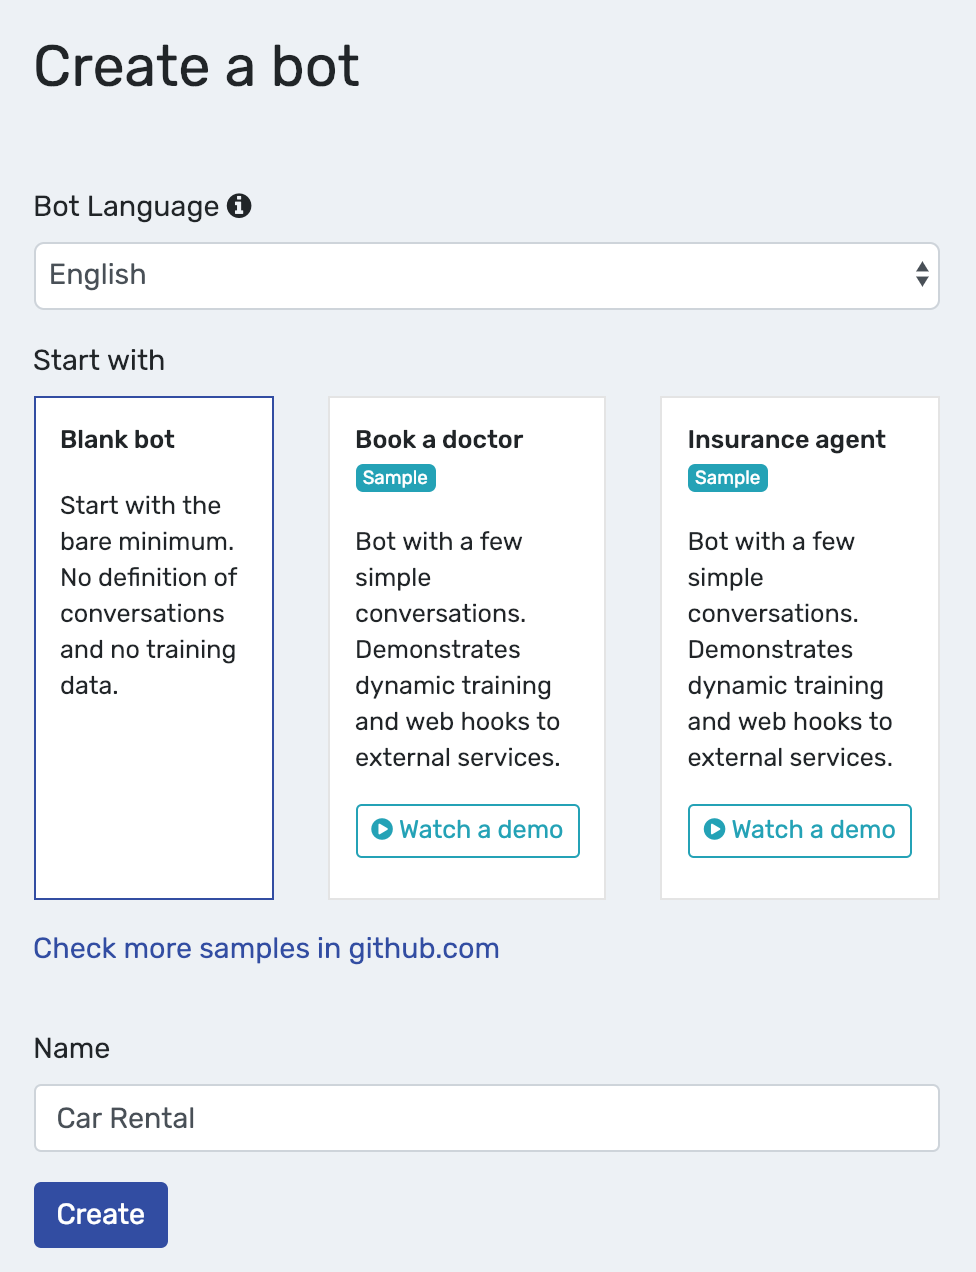 Create a bot
Bot Language
English
Start with
Blank bot
Start with the
bare minimum.
No definition of
conversations
and no training
data.
Book a doctor
Sample
Bot with a few
simple
conversations.
Demonstrates
dynamic training
and web hooks to
external services.
Watch a demo
Insurance agent
Sample
Bot with a few
simple
conversations.
Demonstrates
dynamic training
and web hooks to
external services.
Watch a demo
Check more samples in github.com
Name
Car Rental
Create